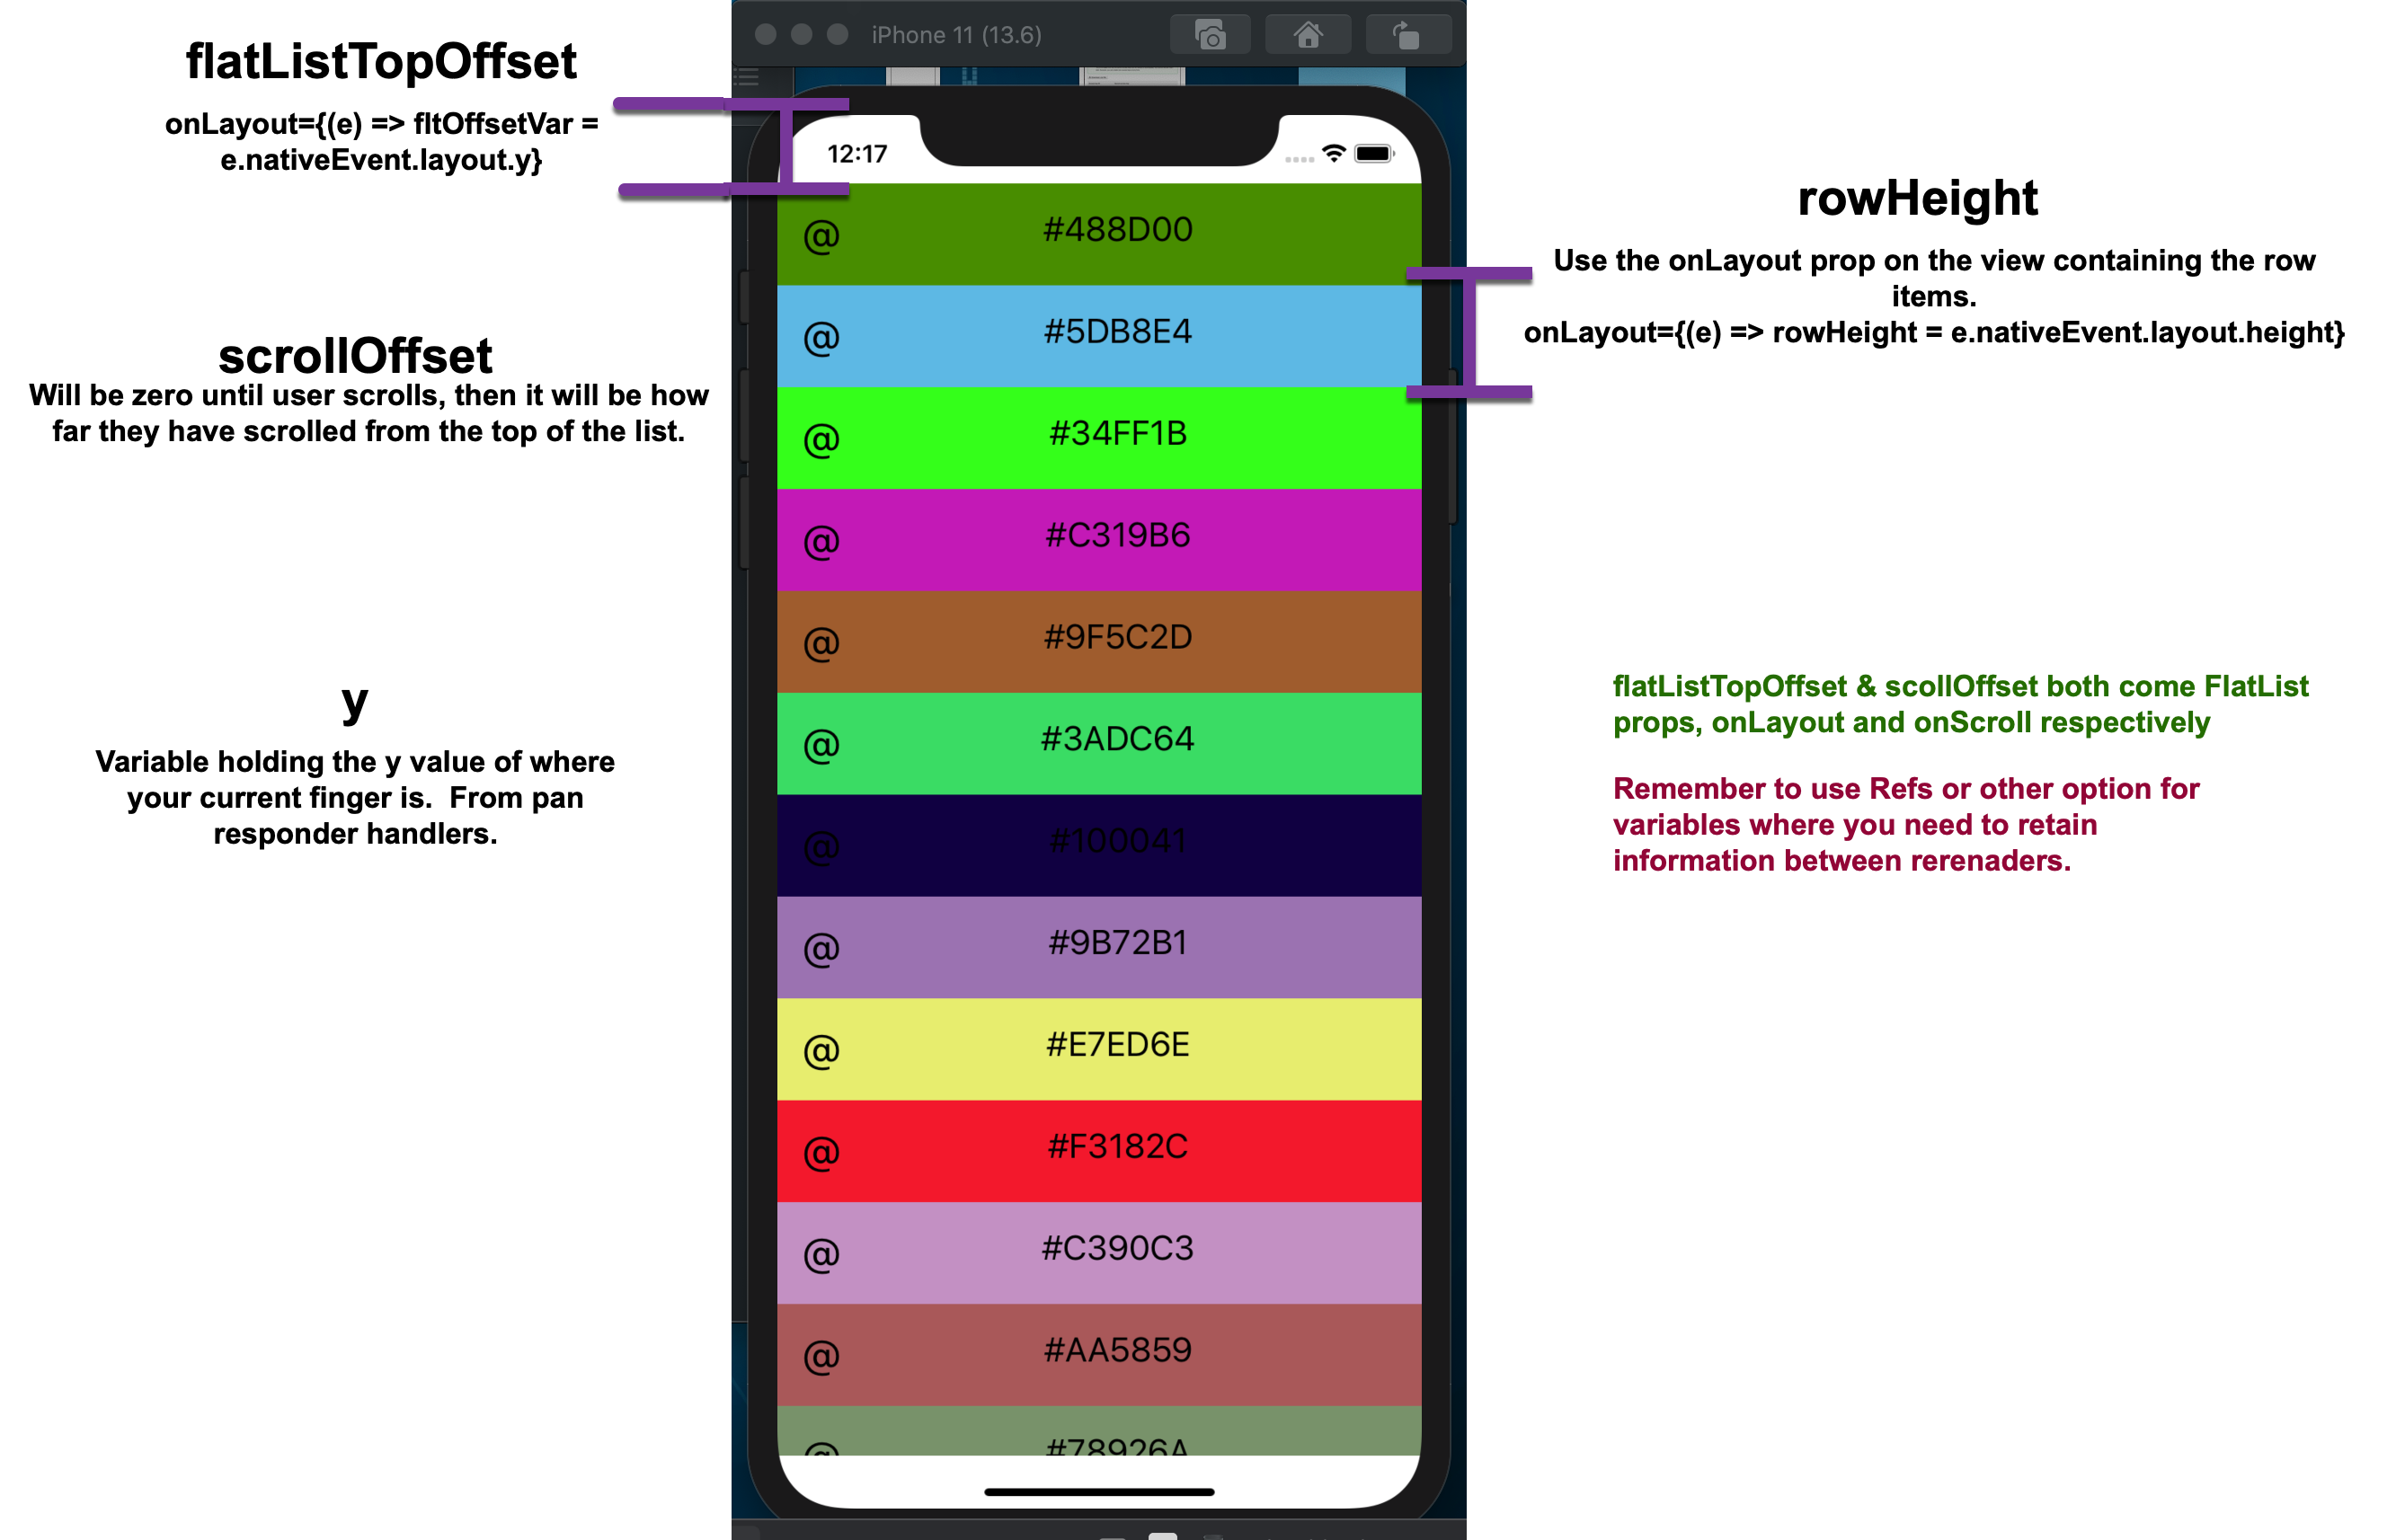 iPhone 11 (13.6)
flatListTopOffset
onLayout={(e) => fltOffsetVar =
e.nativeEvent.layout.y}
scrollOffset
Will be zero until user scrolls, then it will be how
far they have scrolled from the top of the list.
y
Variable holding the y value of where
your current finger is.  From pan
responder handlers.
12:17
@ #488D00
@ #5DB8E4
@ #34FF1B
@ #C319B6
@ #9F5C2D
@ #3ADC64
@ #100041
@ #9B72B1
@ #E7ED6E
@ #F3182C
@ #C390C3
@ #AA5859
@ #78926A
rowHeight
Use the onLayout prop on the view containing the row
items.
onLayout={(e) => rowHeight = e.nativeEvent.layout.height}
flatListTopOffset & scollOffset both come FlatList
props, onLayout and onScroll respectively
Remember to use Refs or other option for
variables where you need to retain
information between rerenaders.